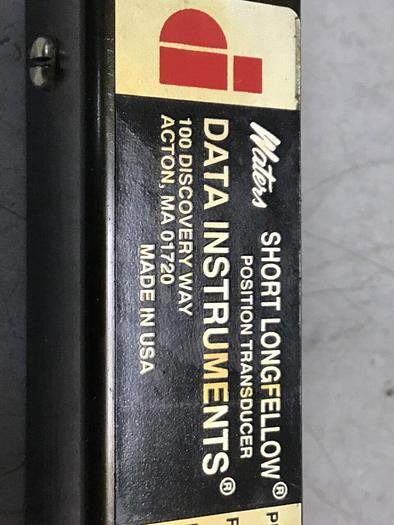 Waters SHORT LONGFELLOW®
POSITION TRANSDUCER
DATA INSTRUMENTS®
100 DISCOVERY WAY
ACTON, MA 01720
MADE IN USA